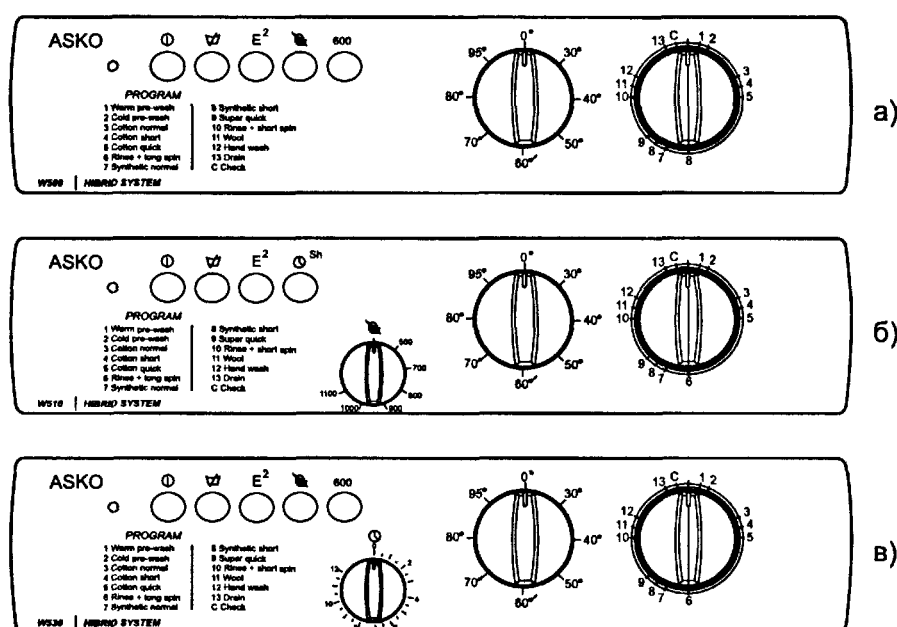 ASKO
E²
600
PROGRAM
1 Warm pre-wash
2 Cold pre-wash
3 Cotton normal
4 Cotton short
5 Cotton quick
6 Rinse + long spin
7 Synthetic normal
8 Synthetic short
9 Super quick
10 Rinse + short spin
11 Wool
12 Hand wash
13 Drain
C Check
W500 | HIBRID SYSTEM
0° 30° 40° 50° 60° 70° 80° 95°
C 1 2 3 4 5 8 7 8 9 10 11 12 13
а)
ASKO
E² Sh
PROGRAM
1 Warm pre-wash
2 Cold pre-wash
3 Cotton normal
4 Cotton short
5 Cotton quick
6 Rinse + long spin
7 Synthetic normal
8 Synthetic short
9 Super quick
10 Rinse + short spin
11 Wool
12 Hand wash
13 Drain
C Check
W510 | HIBRID SYSTEM
500 700 800 900 1000 1100
0° 30° 40° 50° 60° 70° 80° 95°
C 1 2 3 4 5 6 7 8 9 10 11 12 13
б)
ASKO
E²
600
PROGRAM
1 Warm pre-wash
2 Cold pre-wash
3 Cotton normal
4 Cotton short
5 Cotton quick
6 Rinse + long spin
7 Synthetic normal
8 Synthetic short
9 Super quick
10 Rinse + short spin
11 Wool
12 Hand wash
13 Drain
C Check
W530 | HIBRID SYSTEM
0 2 10 12
0° 30° 40° 50° 60° 70° 80° 95°
C 1 2 3 4 5 6 7 8 9 10 11 12 13
в)